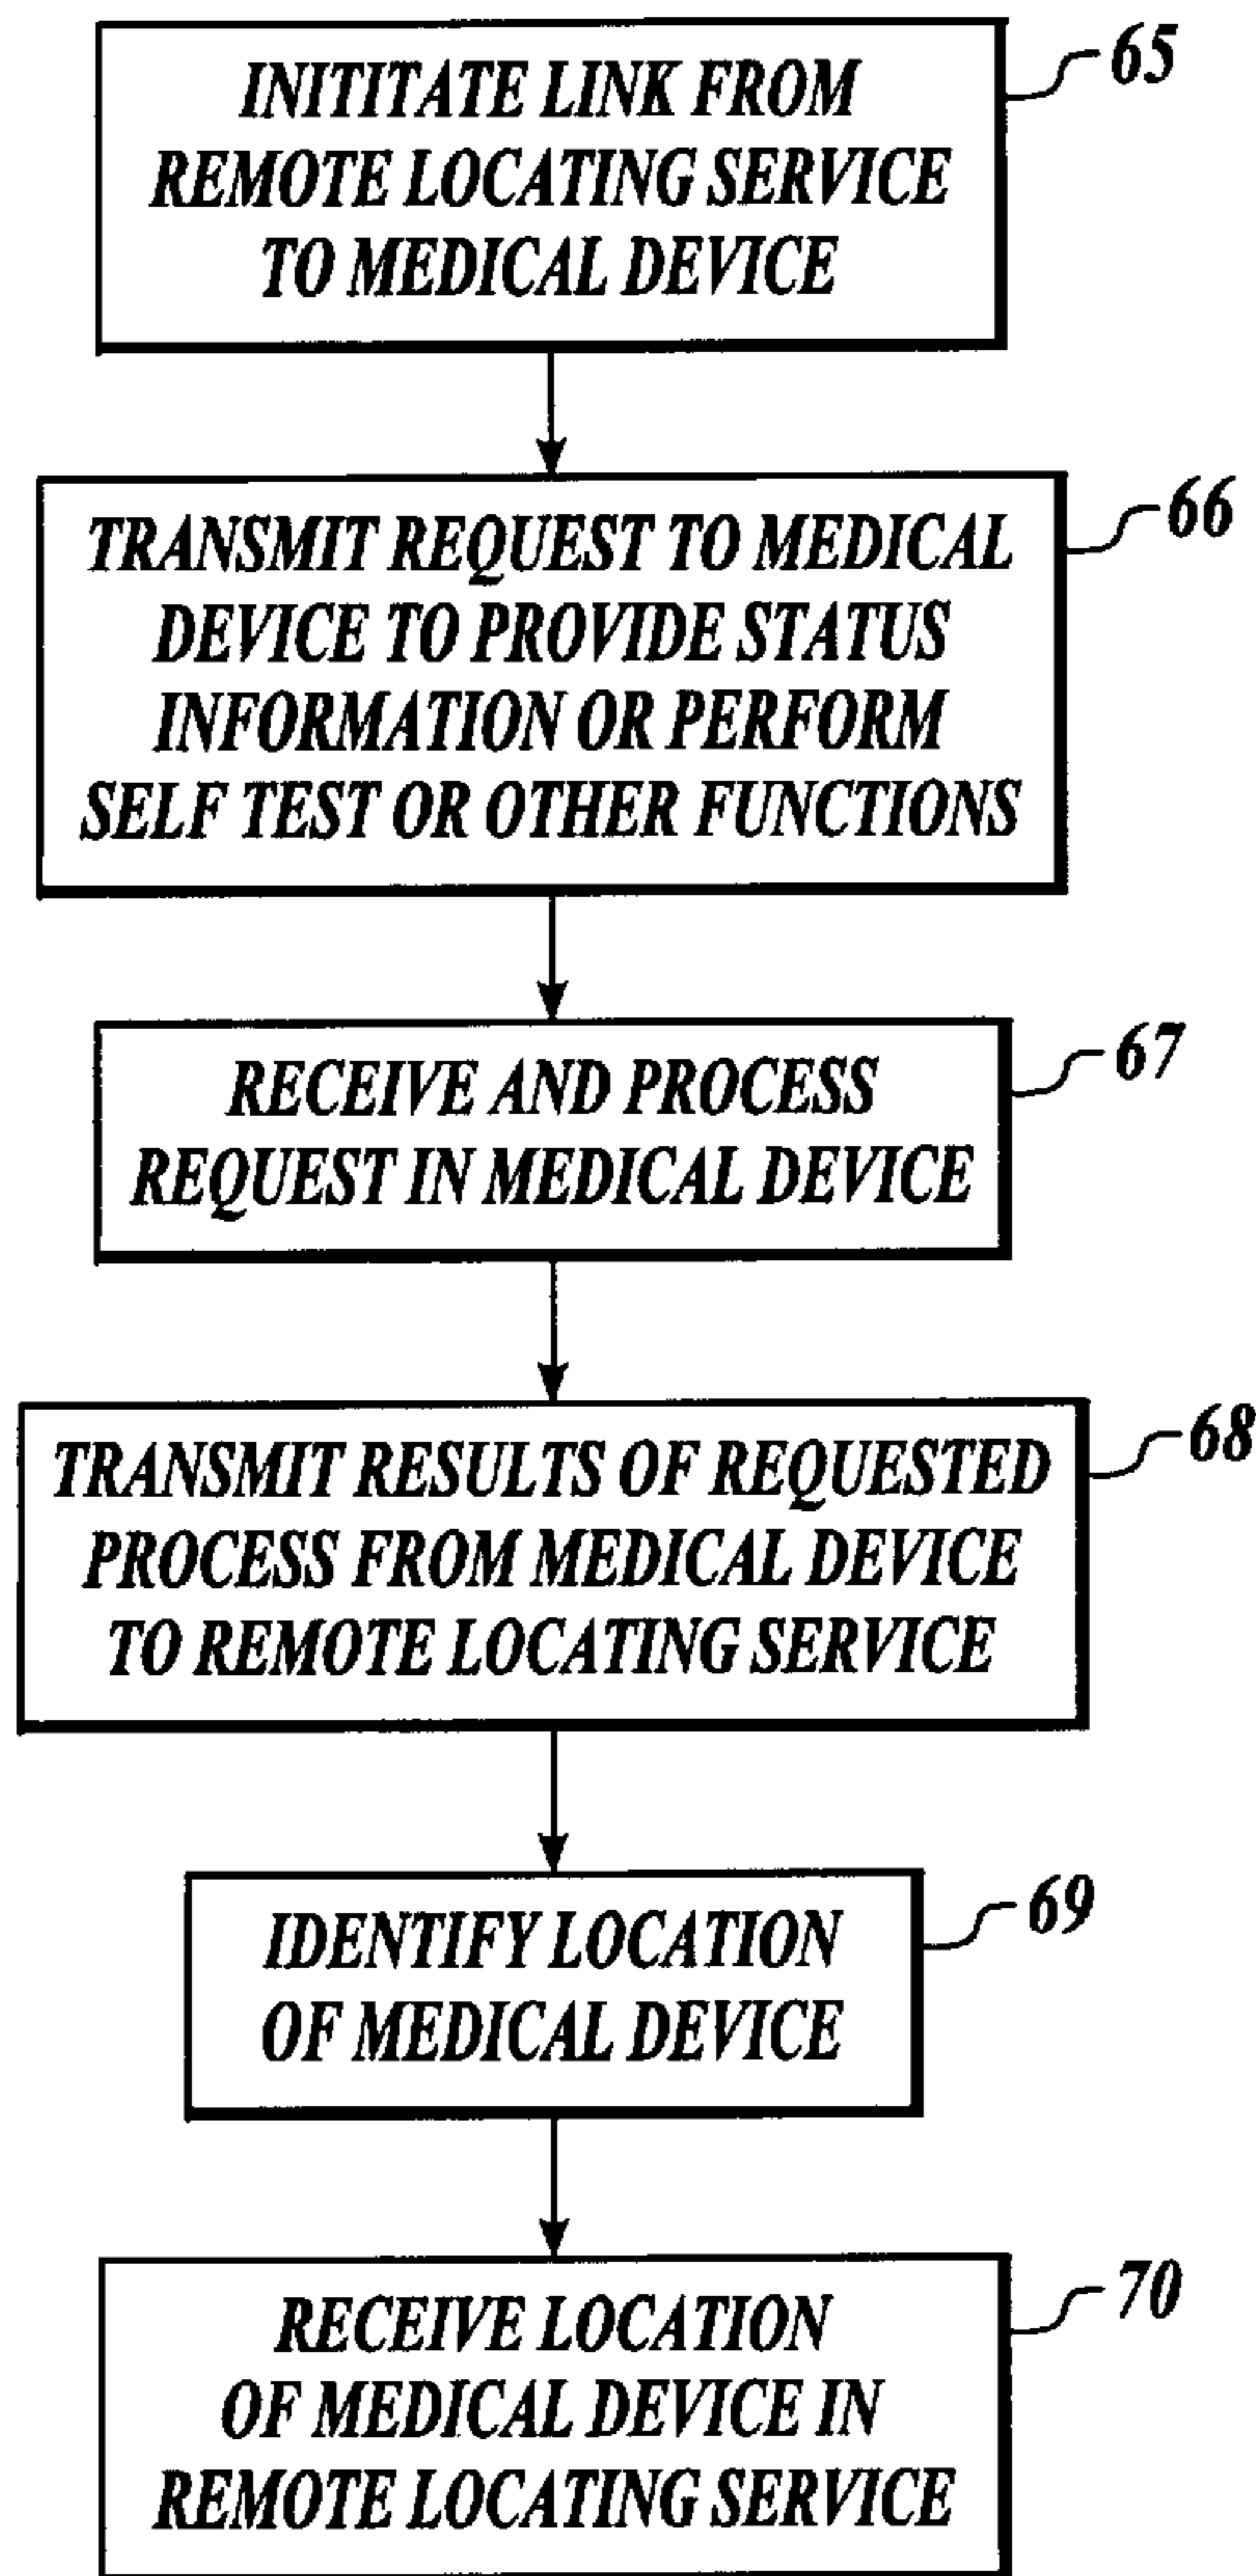 INITITATE LINK FROM
REMOTE LOCATING SERVICE
TO MEDICAL DEVICE
65
TRANSMIT REQUEST TO MEDICAL
DEVICE TO PROVIDE STATUS
INFORMATION OR PERFORM
SELF TEST OR OTHER FUNCTIONS
66
RECEIVE AND PROCESS
REQUEST IN MEDICAL DEVICE
67
TRANSMIT RESULTS OF REQUESTED
PROCESS FROM MEDICAL DEVICE
TO REMOTE LOCATING SERVICE
68
IDENTIFY LOCATION
OF MEDICAL DEVICE
69
RECEIVE LOCATION
OF MEDICAL DEVICE IN
REMOTE LOCATING SERVICE
70